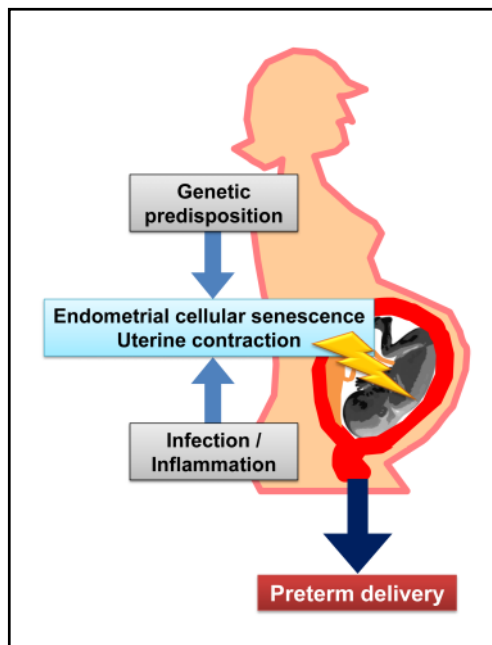 Genetic
predisposition
Endometrial cellular senescence
Uterine contraction
Infection /
Inflammation
Preterm delivery